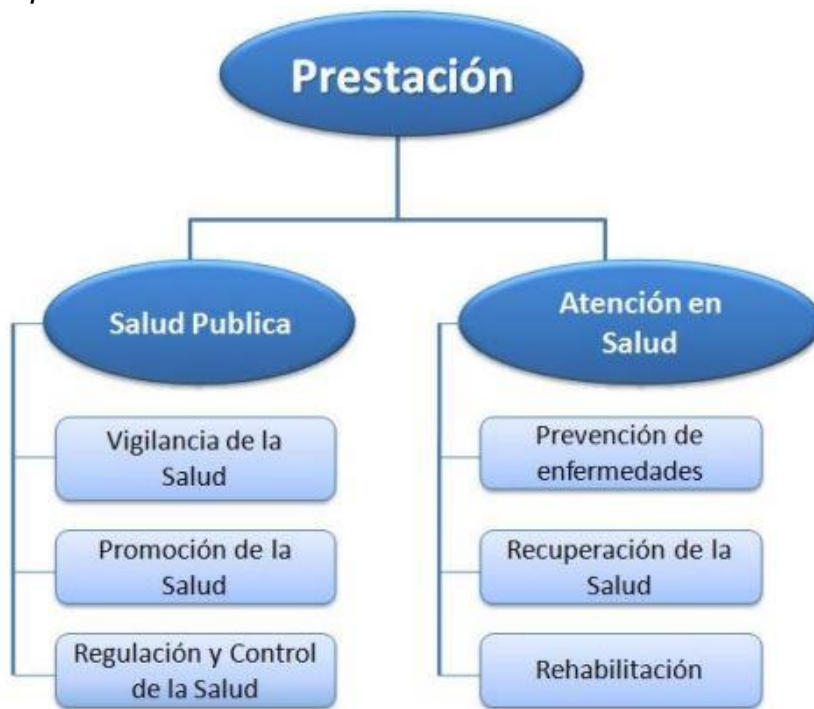 Prestación
Salud Publica
Vigilancia de la
Salud
Promoción de la
Salud
Regulación y Control
de la Salud
Atención en
Salud
Prevención de
enfermedades
Recuperación de la
Salud
Rehabilitación